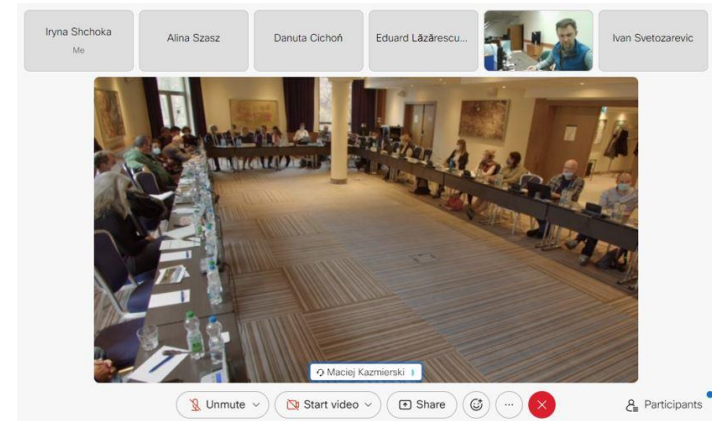 Iryna Shchoka
Me
Alina Szasz
Danuta Cichoń
Eduard Lăzărescu...
Ivan Svetozarevic
Maciej Kazmierski
Unmute
Start video
Share
Participants